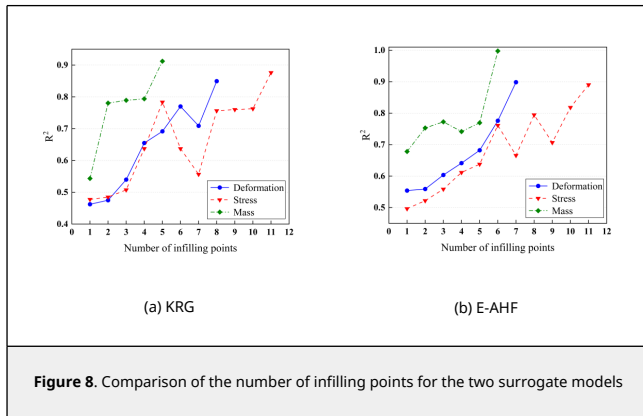 0.9
0.8
0.7
0.6
0.5
0.4
R²
0 1 2 3 4 5 6 7 8 9 10 11 12
Number of infilling points
Deformation
Stress
Mass
(a) KRG
1.0
0.9
0.8
0.7
0.6
0.5
R²
0 1 2 3 4 5 6 7 8 9 10 11 12
Number of infilling points
Deformation
Stress
Mass
(b) E-AHF
Figure 8. Comparison of the number of infilling points for the two surrogate models